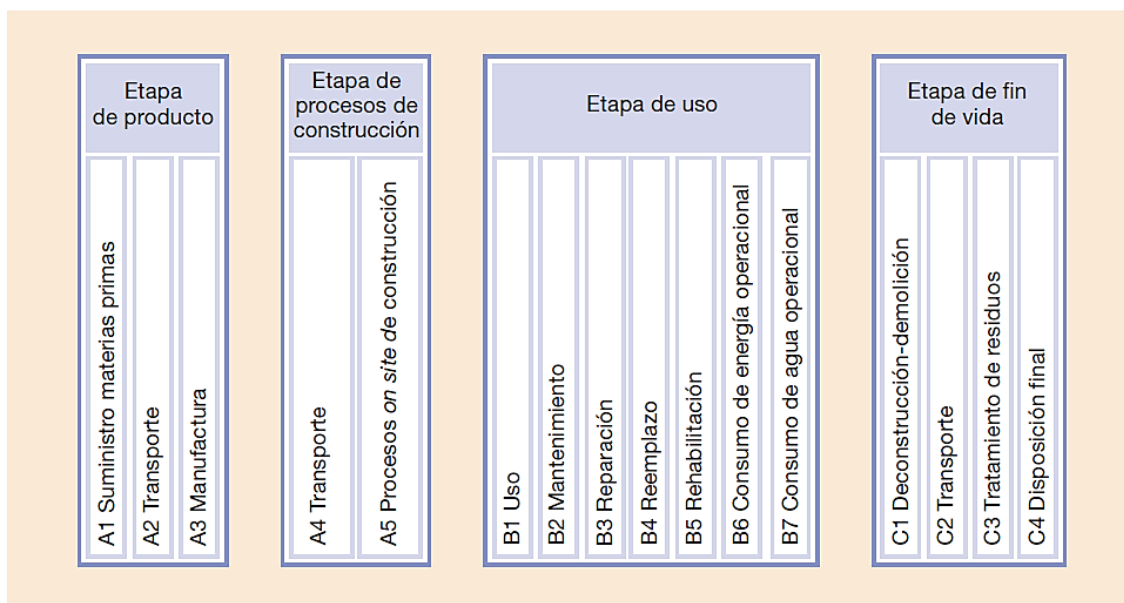 Etapa
de producto
A1 Suministro materias primas
A2 Transporte
A3 Manufactura
Etapa de
procesos de
construcción
A4 Transporte
A5 Procesos on site de construcción
Etapa de uso
B1 Uso
B2 Mantenimiento
B3 Reparación
B4 Reemplazo
B5 Rehabilitación
B6 Consumo de energía operacional
B7 Consumo de agua operacional
Etapa de fin
de vida
C1 Deconstrucción-demolición
C2 Transporte
C3 Tratamiento de residuos
C4 Disposición final